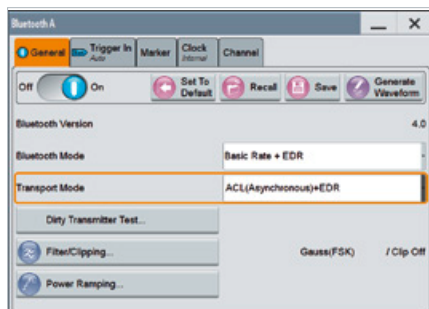 Bluetooth A
General
Trigger In
Auto
Marker
Clock
Internal
Channel
Off
On
Set To
Default
Recall
Save
Generate
Waveform
Bluetooth Version
4.0
Bluetooth Mode
Basic Rate + EDR
Transport Mode
ACL(Asynchronous)+EDR
Dirty Transmitter Test...
Filter/Clipping...
Gauss(FSK)
/ Clip Off
Power Ramping...